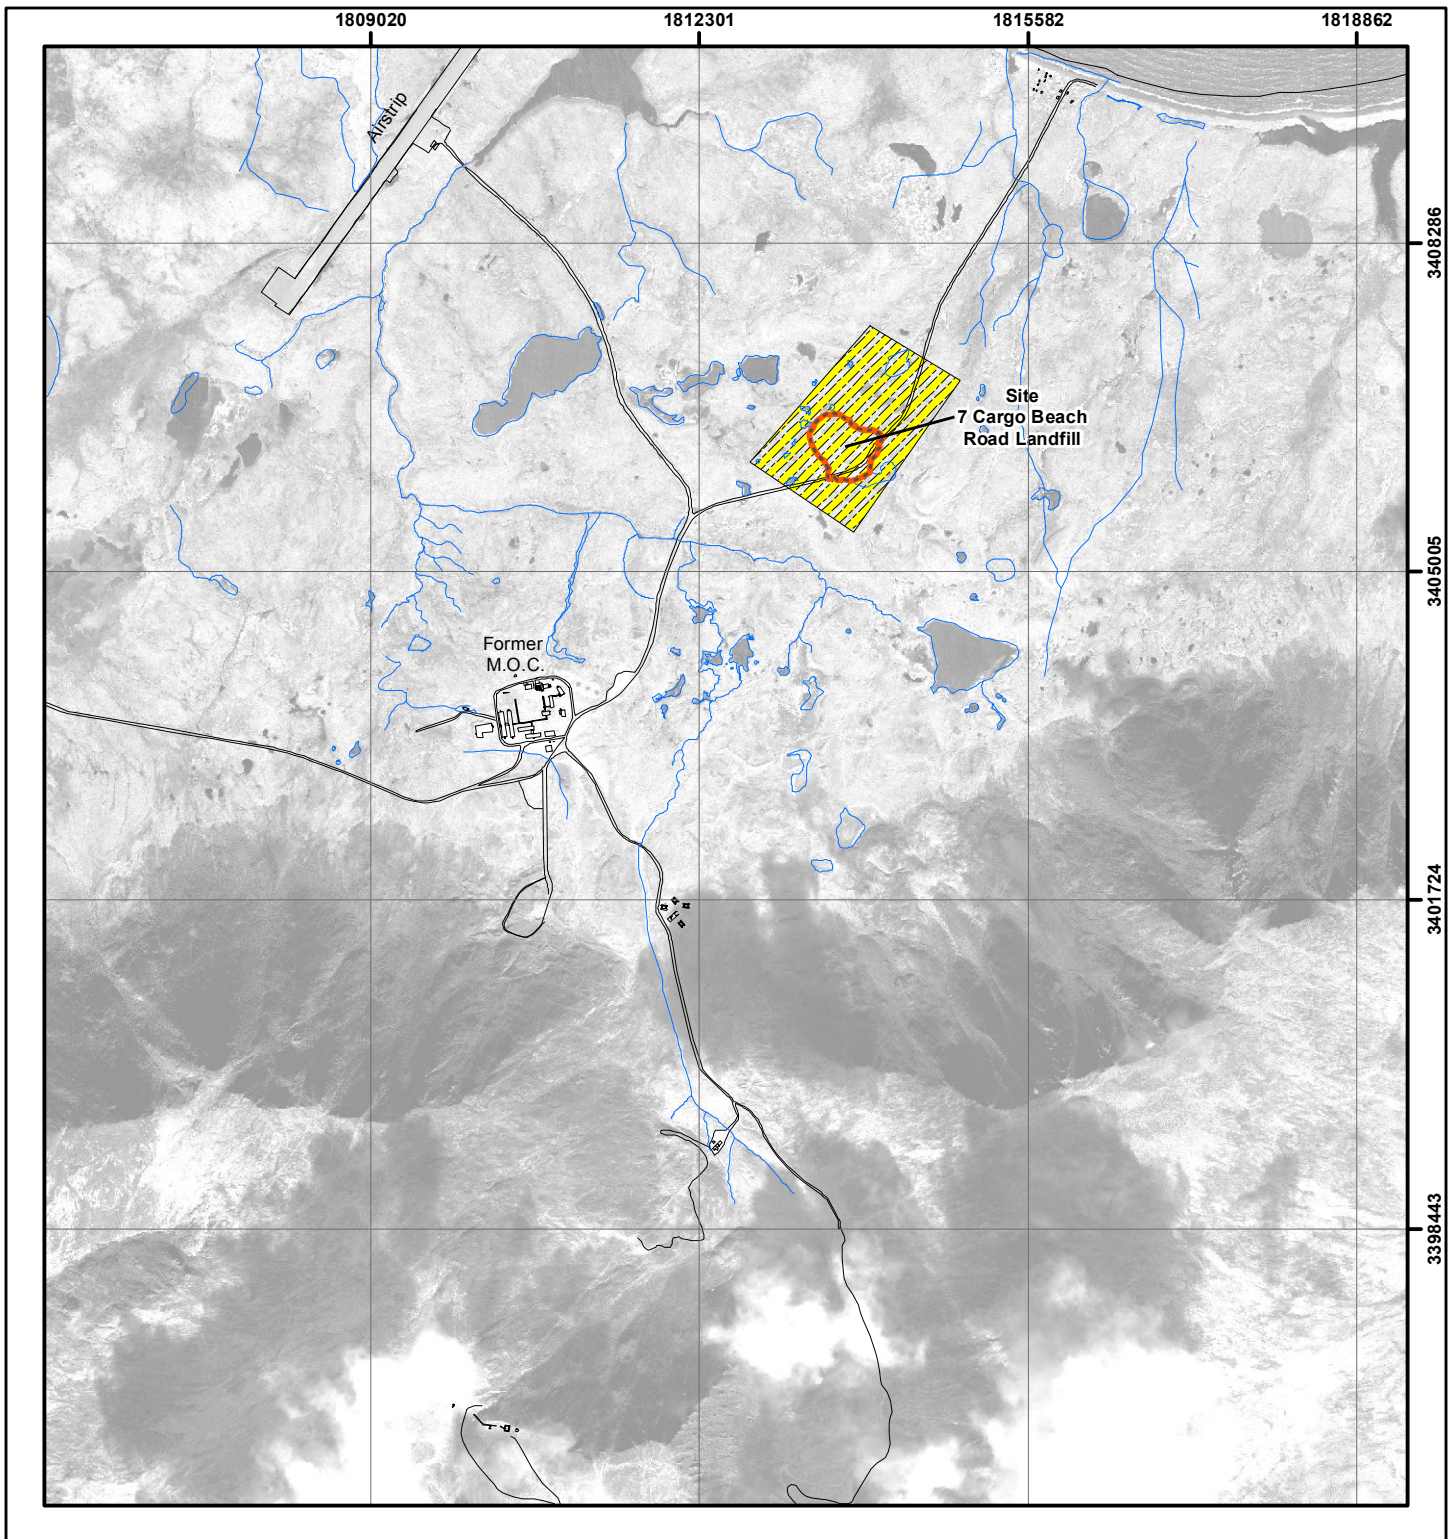 1809020
1812301
1815582
1818862
Airstrip
3408286
Site
7 Cargo Beach
Road Landfill
3405005
Former
M.O.C.
3401724
3398443